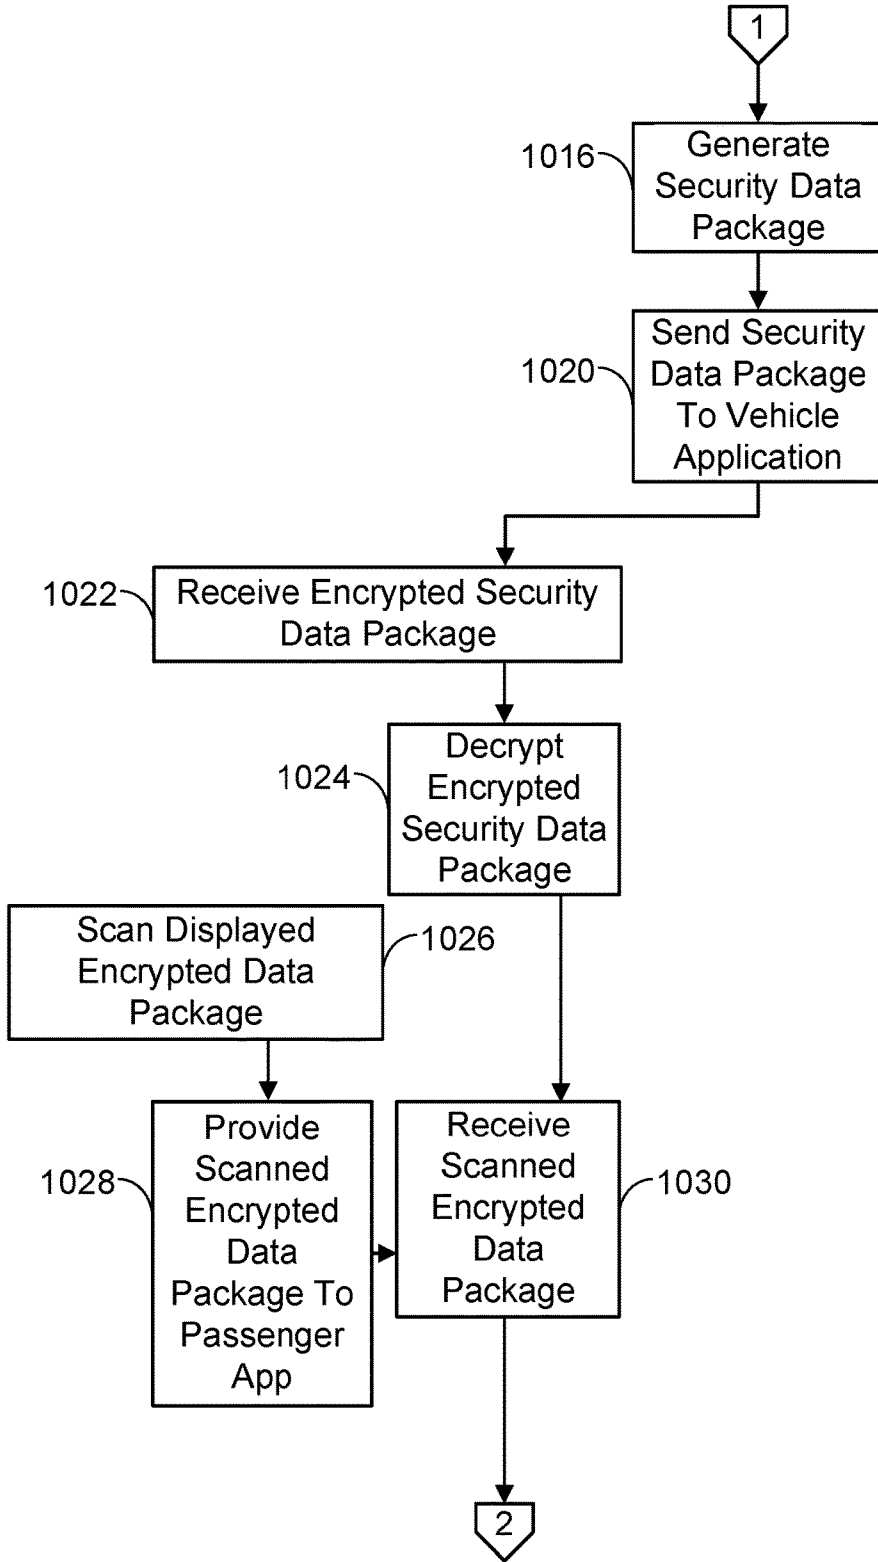 1
1016
Generate
Security Data
Package
1020
Send Security
Data Package
To Vehicle
Application
1022
Receive Encrypted Security
Data Package
1024
Decrypt
Encrypted
Security Data
Package
Scan Displayed
Encrypted Data
Package
1026
1028
Provide
Scanned
Encrypted
Data
Package To
Passenger
App
Receive
Scanned
Encrypted
Data
Package
1030
2